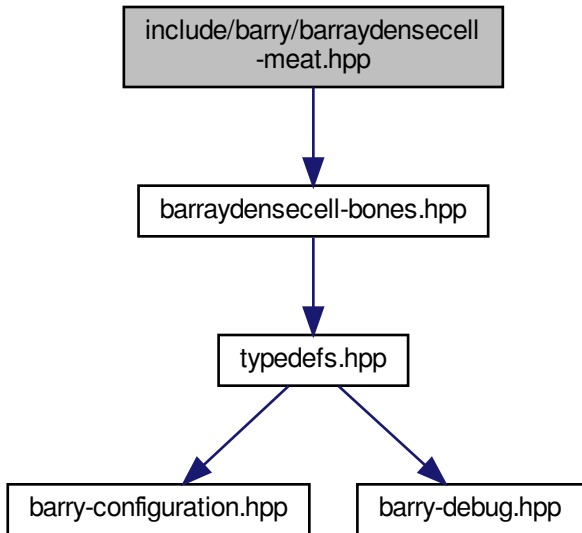 include/barry/barraydensecell
-meat.hpp
barraydensecell-bones.hpp
typedefs.hpp
barry-configuration.hpp
barry-debug.hpp